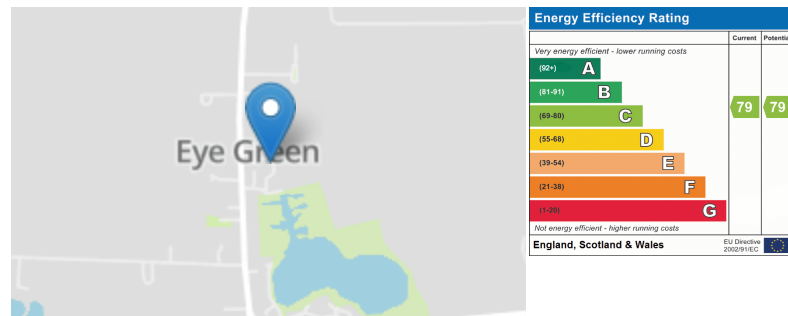 Eye Green
Energy Efficiency Rating
Current Potentia
Very energy efficient - lower running costs
(92+) A
(81-91) B
(69-80) C
79 79
(55-68) D
(39-54) E
(21-38) F
(1-20) G
Not energy efficient - higher running costs
England, Scotland & Wales
EU Directive
2002/91/EC